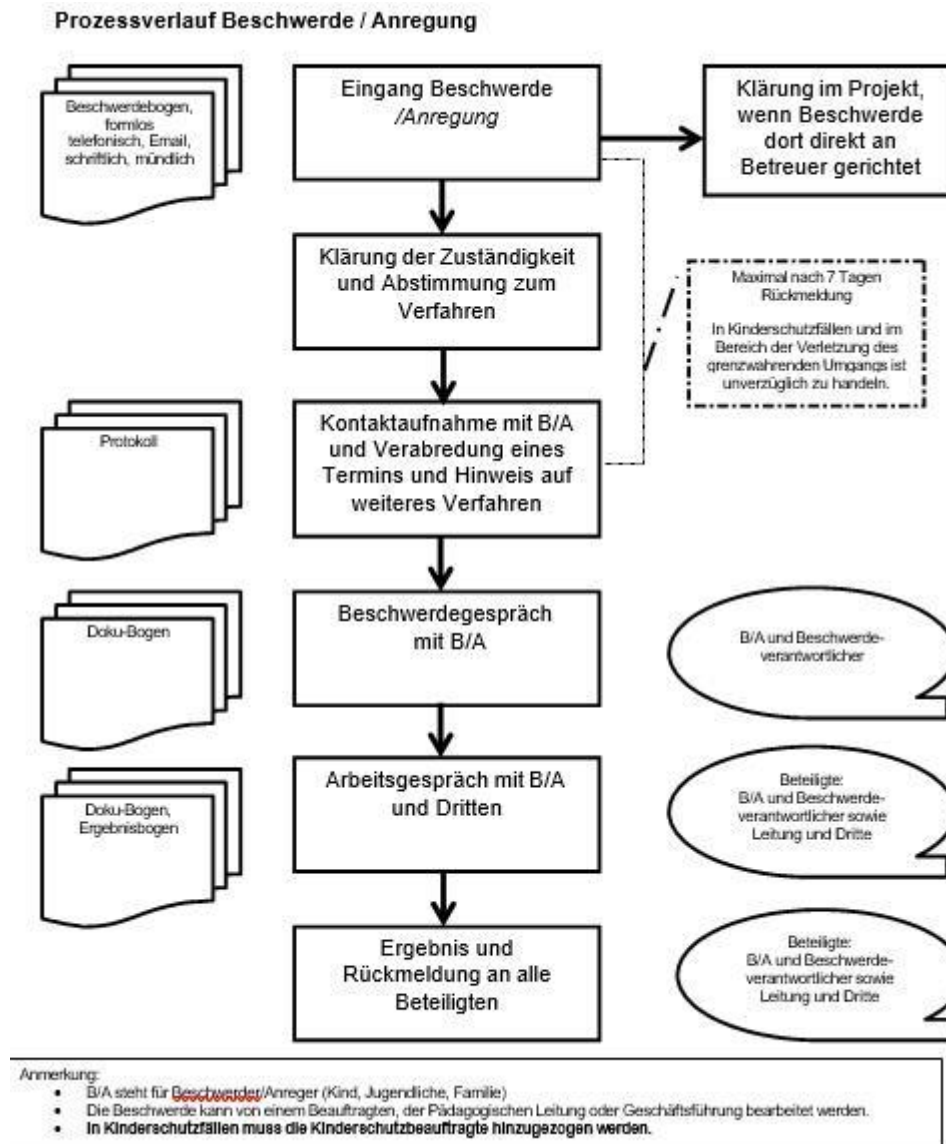 Prozessverlauf Beschwerde / Anregung
Beschwerdebogen,
formlos
telefonisch, Email,
schriftlich, mündlich
Eingang Beschwerde
/Anregung
Klärung im Projekt,
wenn Beschwerde
dort direkt an
Betreuer gerichtet
Klärung der Zuständigkeit
und Abstimmung zum
Verfahren
Maximal nach 7 Tagen
Rückmeldung
In Kinderschutzfällen und im
Bereich der Verletzung des
grenzwahrenden Umgangs ist
unverzüglich zu handeln.
Protokoll
Kontaktaufnahme mit B/A
und Verabredung eines
Termins und Hinweis auf
weiteres Verfahren
Doku-Bogen
Beschwerdegespräch
mit B/A
B/A und Beschwerde-
verantwortlicher
Doku-Bogen,
Ergebnisbogen
Arbeitsgespräch mit B/A
und Dritten
Beteiligte:
B/A und Beschwerde-
verantwortlicher sowie
Leitung und Dritte
Ergebnis und
Rückmeldung an alle
Beteiligten
Beteiligte:
B/A und Beschwerde-
verantwortlicher sowie
Leitung und Dritte
Anmerkung:
• B/A steht für Beschwerder/Anreger (Kind, Jugendliche, Familie)
• Die Beschwerde kann von einem Beauftragten, der Pädagogischen Leitung oder Geschäftsführung bearbeitet werden.
• In Kinderschutzfällen muss die Kinderschutzbeauftragte hinzugezogen werden.